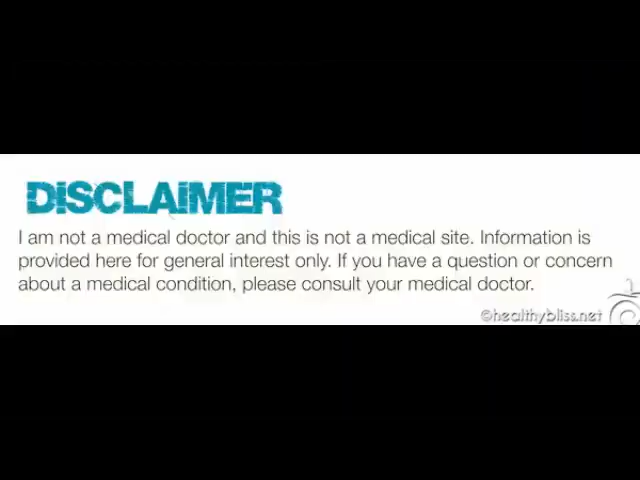 DISCLAIMER
I am not a medical doctor and this is not a medical site. Information is
provided here for general interest only. If you have a question or concern
about a medical condition, please consult your medical doctor.
©healthybliss.net